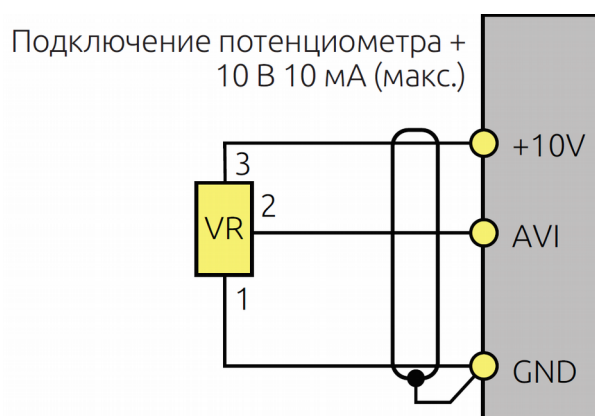 Подключение потенциометра +
10 В 10 мА (макс.)
+10V
3
2
VR
AVI
1
GND